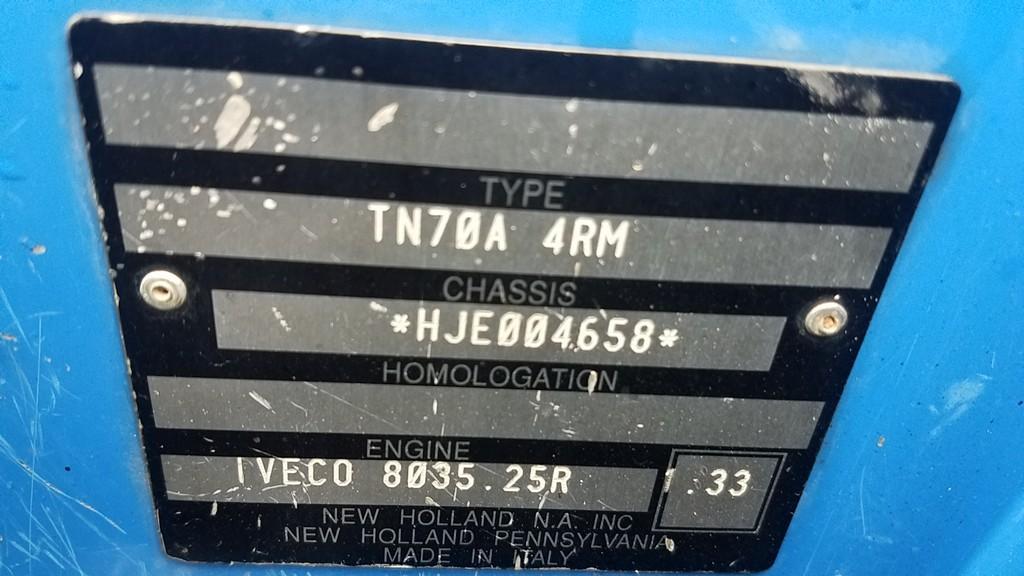 TYPE
TN70A 4RM
CHASSIS
*HJE004658*
HOMOLOGATION
ENGINE
IVECO 8035.25R 1.33
NEW HOLLAND N.A. INC
NEW HOLLAND PENNSYLVANIA
MADE IN ITALY